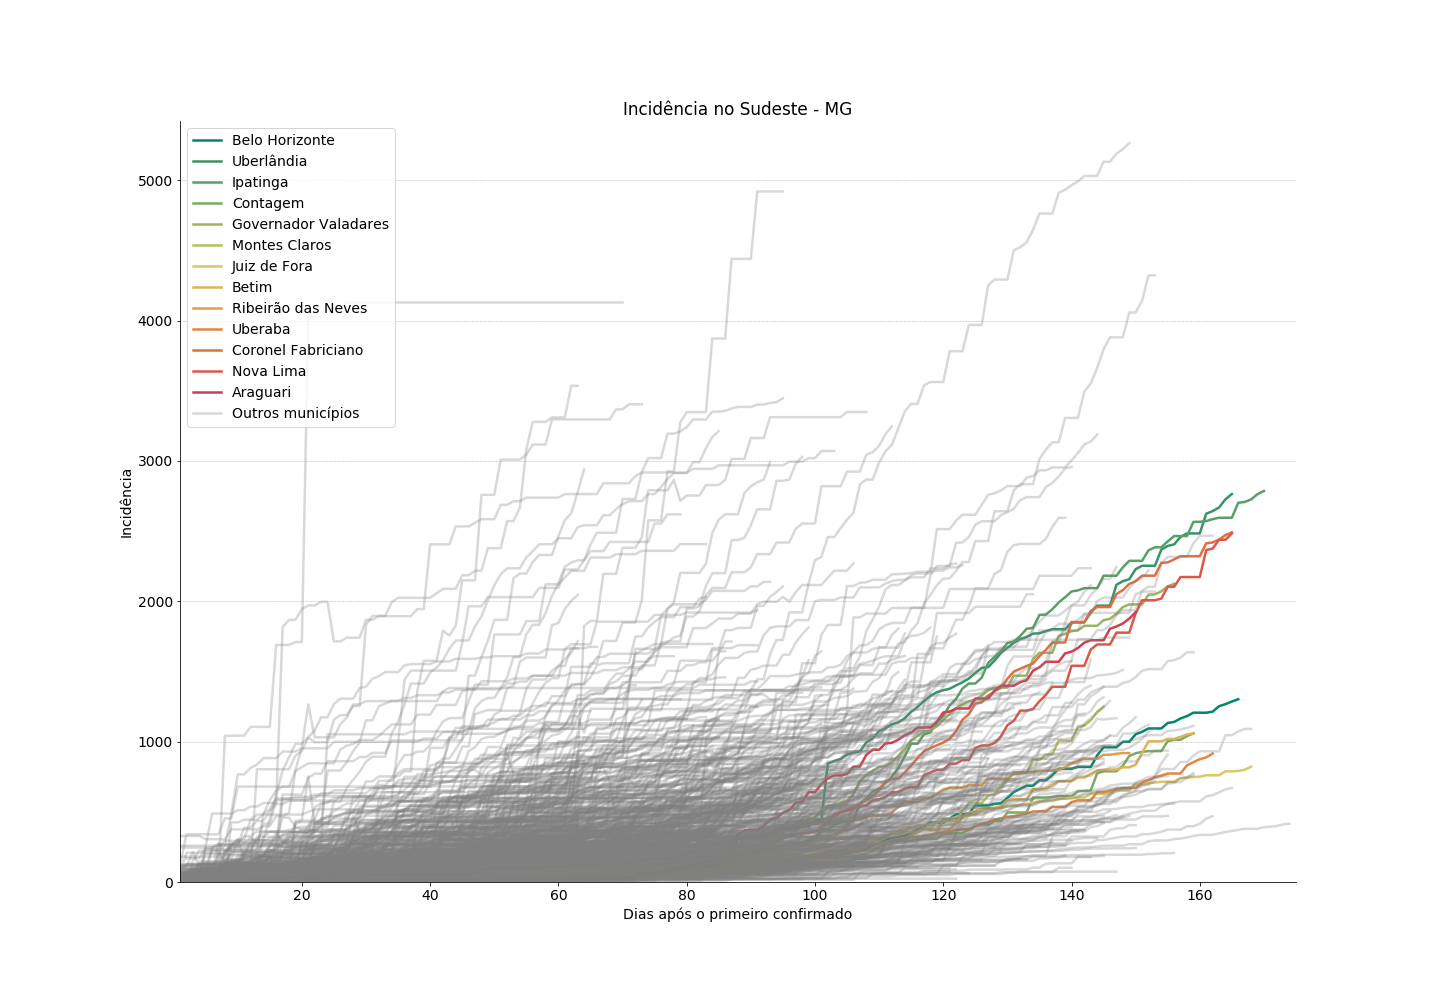 Incidência no Sudeste - MG
Belo Horizonte
Uberlândia
Ipatinga
Contagem
Governador Valadares
Montes Claros
Juiz de Fora
Betim
Ribeirão das Neves
Uberaba
Coronel Fabriciano
Nova Lima
Araguari
Outros municípios
5000
4000
3000
2000
1000
0
Incidência
20 40 60 80 100 120 140 160
Dias após o primeiro confirmado